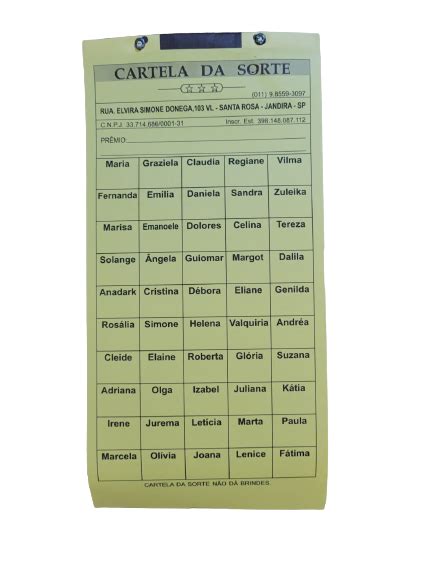 CARTELA DA SORTE
(011) 9.8559-3097
RUA. ELVIRA SIMONE DONEGA,103 VL - SANTA ROSA - JANDIRA - SP
C.N.P.J. 33.714.686/0001-31 Inscr. Est. 398.148.087.112
PRÊMIO:
Maria Graziela Claudia Regiane Vilma
Fernanda Emília Daniela Sandra Zuleika
Marisa Emanoele Dolores Celina Tereza
Solange Ângela Guiomar Margot Dalila
Anadark Cristina Débora Eliane Genilda
Rosália Simone Helena Valquiria Andréa
Cleide Elaine Roberta Glória Suzana
Adriana Olga Izabel Juliana Kátia
Irene Jurema Leticia Marta Paula
Marcela Olivia Joana Lenice Fátima
CARTELA DA SORTE NÃO DÁ BRINDES